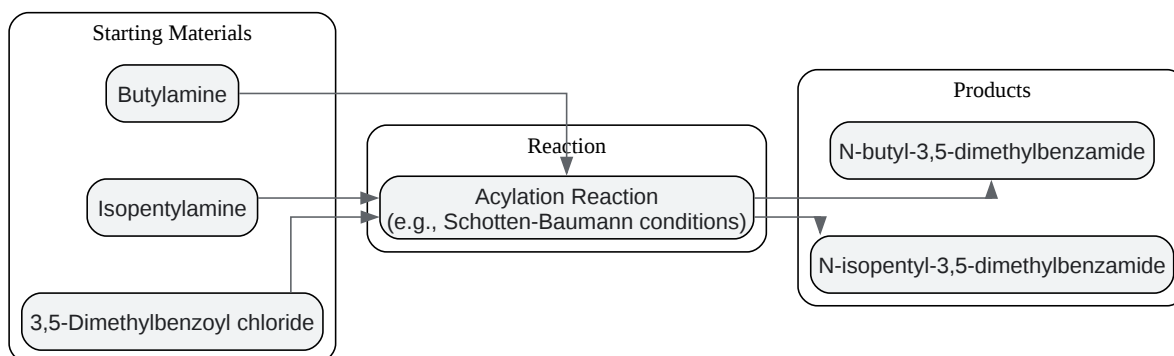 Starting Materials
Butylamine
Isopentylamine
3,5-Dimethylbenzoyl chloride
Reaction
Acylation Reaction
(e.g., Schotten-Baumann conditions)
Products
N-butyl-3,5-dimethylbenzamide
N-isopentyl-3,5-dimethylbenzamide